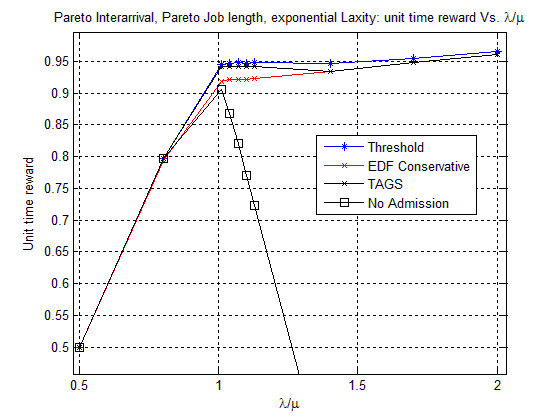 Pareto Interarrival, Pareto Job length, exponential Laxity: unit time reward Vs. λ/μ
0.95
0.9
0.85
0.8
0.75
0.7
0.65
0.6
0.55
0.5
Unit time reward
Threshold
EDF Conservative
TAGS
No Admission
0.5
1
1.5
2
λ/μ